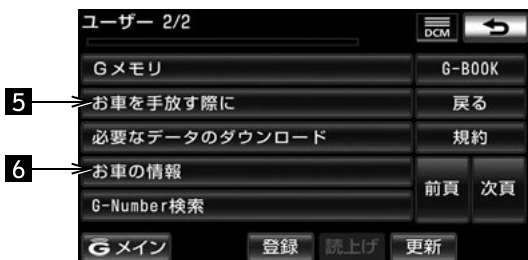 ユーザー 2/2
DCM
Gメモリ
G-BOOK
5
お車を手放す際に
戻る
必要なデータのダウンロード
規約
6
お車の情報
前頁
次頁
G-Number検索
G メイン
登録
読上げ
更新